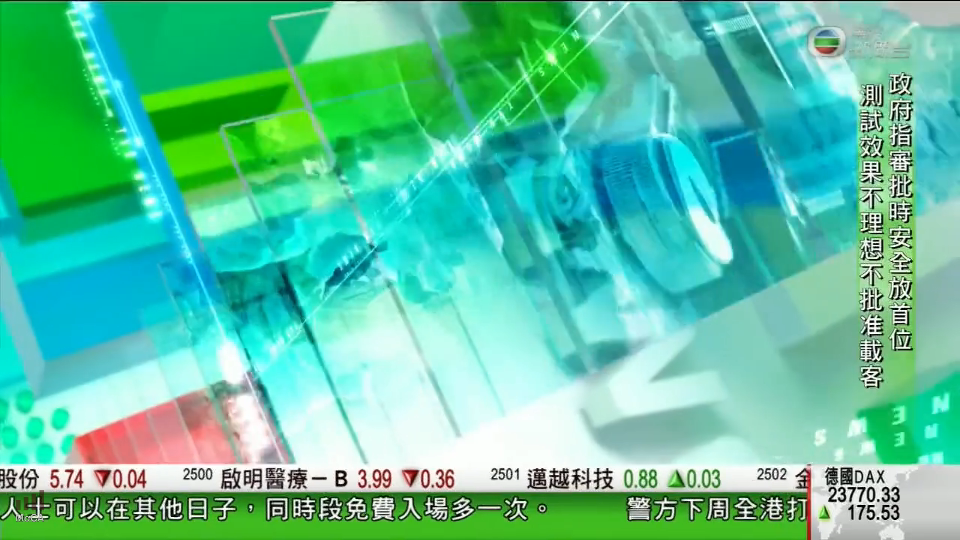 政府指審批時安全放首位
測試效果不理想不批准載客
股份 5.74 ▼0.04 2500 啟明醫療－B 3.99 ▼0.36 2501 邁越科技 0.88 ▲0.03 2502 金
人士可以在其他日子，同時段免費入場多一次。 警方下周全港打
德國DAX
23770.33
▲ 175.53